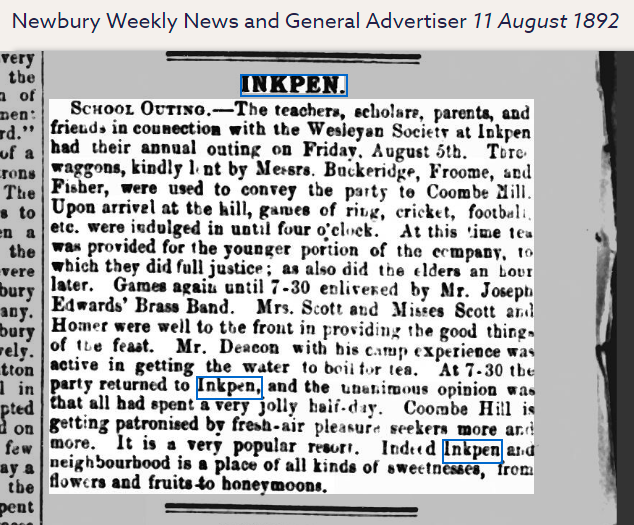 Newbury Weekly News and General Advertiser 11 August 1892
INKPEN.
SCHOOL OUTING.—The teachers, scholars, parents, and
friends in connection with the Wesleyan Society at Inkpen
had their annual outing on Friday, August 5th. Three
waggons, kindly lent by Messrs. Buckeridge, Froome, and
Fisher, were used to convey the party to Coombe Hill.
Upon arrival at the hill, games of ring, cricket, football,
etc. were indulged in until four o'clock. At this time tea
was provided for the younger portion of the company, to
which they did full justice; as also did the elders an hour
later. Games again until 7-30 enlivened by Mr. Joseph
Edwards' Brass Band. Mrs. Scott and Misses Scott and
Homer were well to the front in providing the good things
of the feast. Mr. Deacon with his camp experience was
active in getting the water to boil for tea. At 7-30 the
party returned to Inkpen, and the unanimous opinion was
that all had spent a very jolly half-day. Coombe Hill is
getting patronised by fresh-air pleasure seekers more and
more. It is a very popular resort. Indeed Inkpen and
neighbourhood is a place of all kinds of sweetnesses, from
flowers and fruits to honeymoons.
very
the
of
of a
The
to
a
the
were
bury
any.
bury
in
on
few
ay a
the
pent